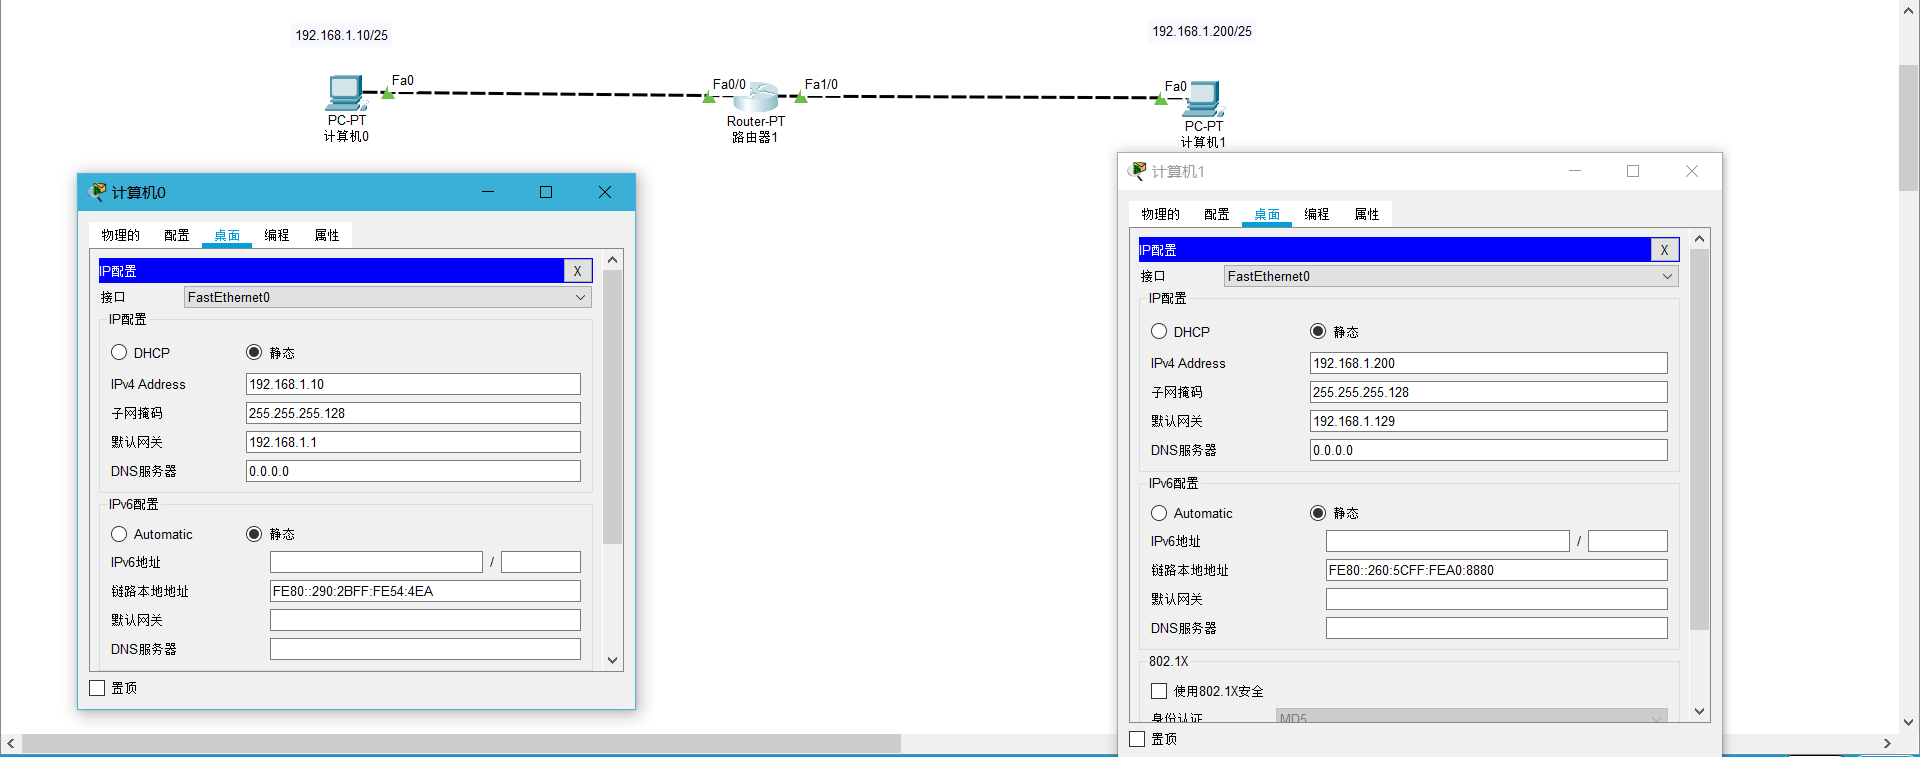 192.168.1.10/25
192.168.1.200/25
Fa0
Fa0/0
Fa1/0
Fa0
PC-PT
计算机0
Router-PT
路由器1
PC-PT
计算机1
计算机0
物理的 配置 桌面 编程 属性
IP配置 X
接口 FastEthernet0
IP配置
DHCP 静态
IPv4 Address 192.168.1.10
子网掩码 255.255.255.128
默认网关 192.168.1.1
DNS服务器 0.0.0.0
IPv6配置
Automatic 静态
IPv6地址 /
链路本地地址 FE80::290:2BFF:FE54:4EA
默认网关
DNS服务器
置顶
计算机1
物理的 配置 桌面 编程 属性
IP配置 X
接口 FastEthernet0
IP配置
DHCP 静态
IPv4 Address 192.168.1.200
子网掩码 255.255.255.128
默认网关 192.168.1.129
DNS服务器 0.0.0.0
IPv6配置
Automatic 静态
IPv6地址 /
链路本地地址 FE80::260:5CFF:FEA0:8880
默认网关
DNS服务器
802.1X
使用802.1X安全
身份认证 MD5
置顶